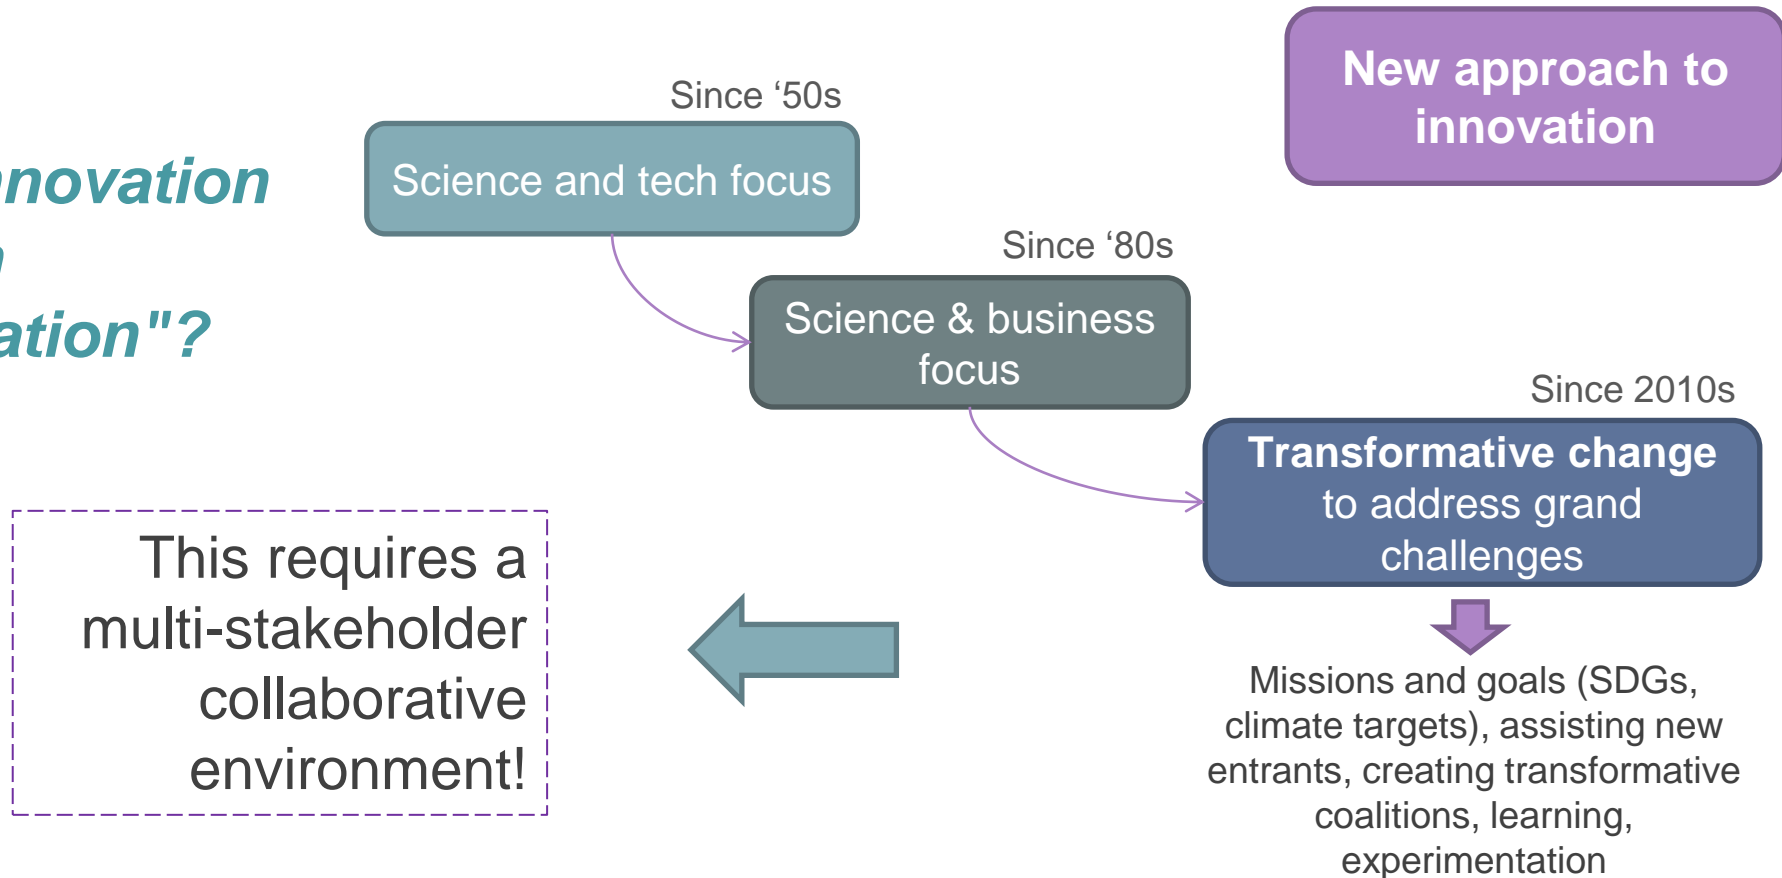 New approach to
innovation
Since ‘50s
Science and tech focus
Since ‘80s
Science & business
focus
Since 2010s
Transformative change
to address grand
challenges
Missions and goals (SDGs,
climate targets), assisting new
entrants, creating transformative
coalitions, learning,
experimentation
This requires a
multi-stakeholder
collaborative
environment!